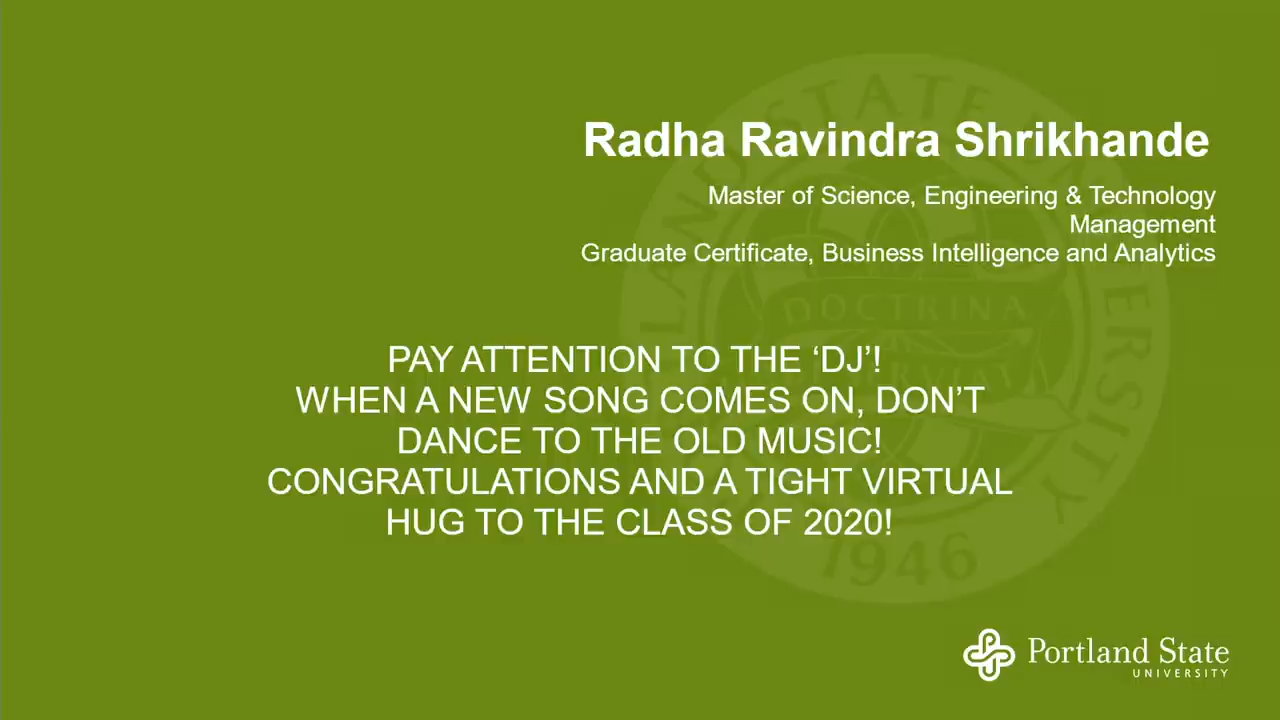 Radha Ravindra Shrikhande
Master of Science, Engineering & Technology
Management
Graduate Certificate, Business Intelligence and Analytics
PAY ATTENTION TO THE ‘DJ’!
WHEN A NEW SONG COMES ON, DON’T
DANCE TO THE OLD MUSIC!
CONGRATULATIONS AND A TIGHT VIRTUAL
HUG TO THE CLASS OF 2020!
DOCTRINA
1946
Portland State
UNIVERSITY